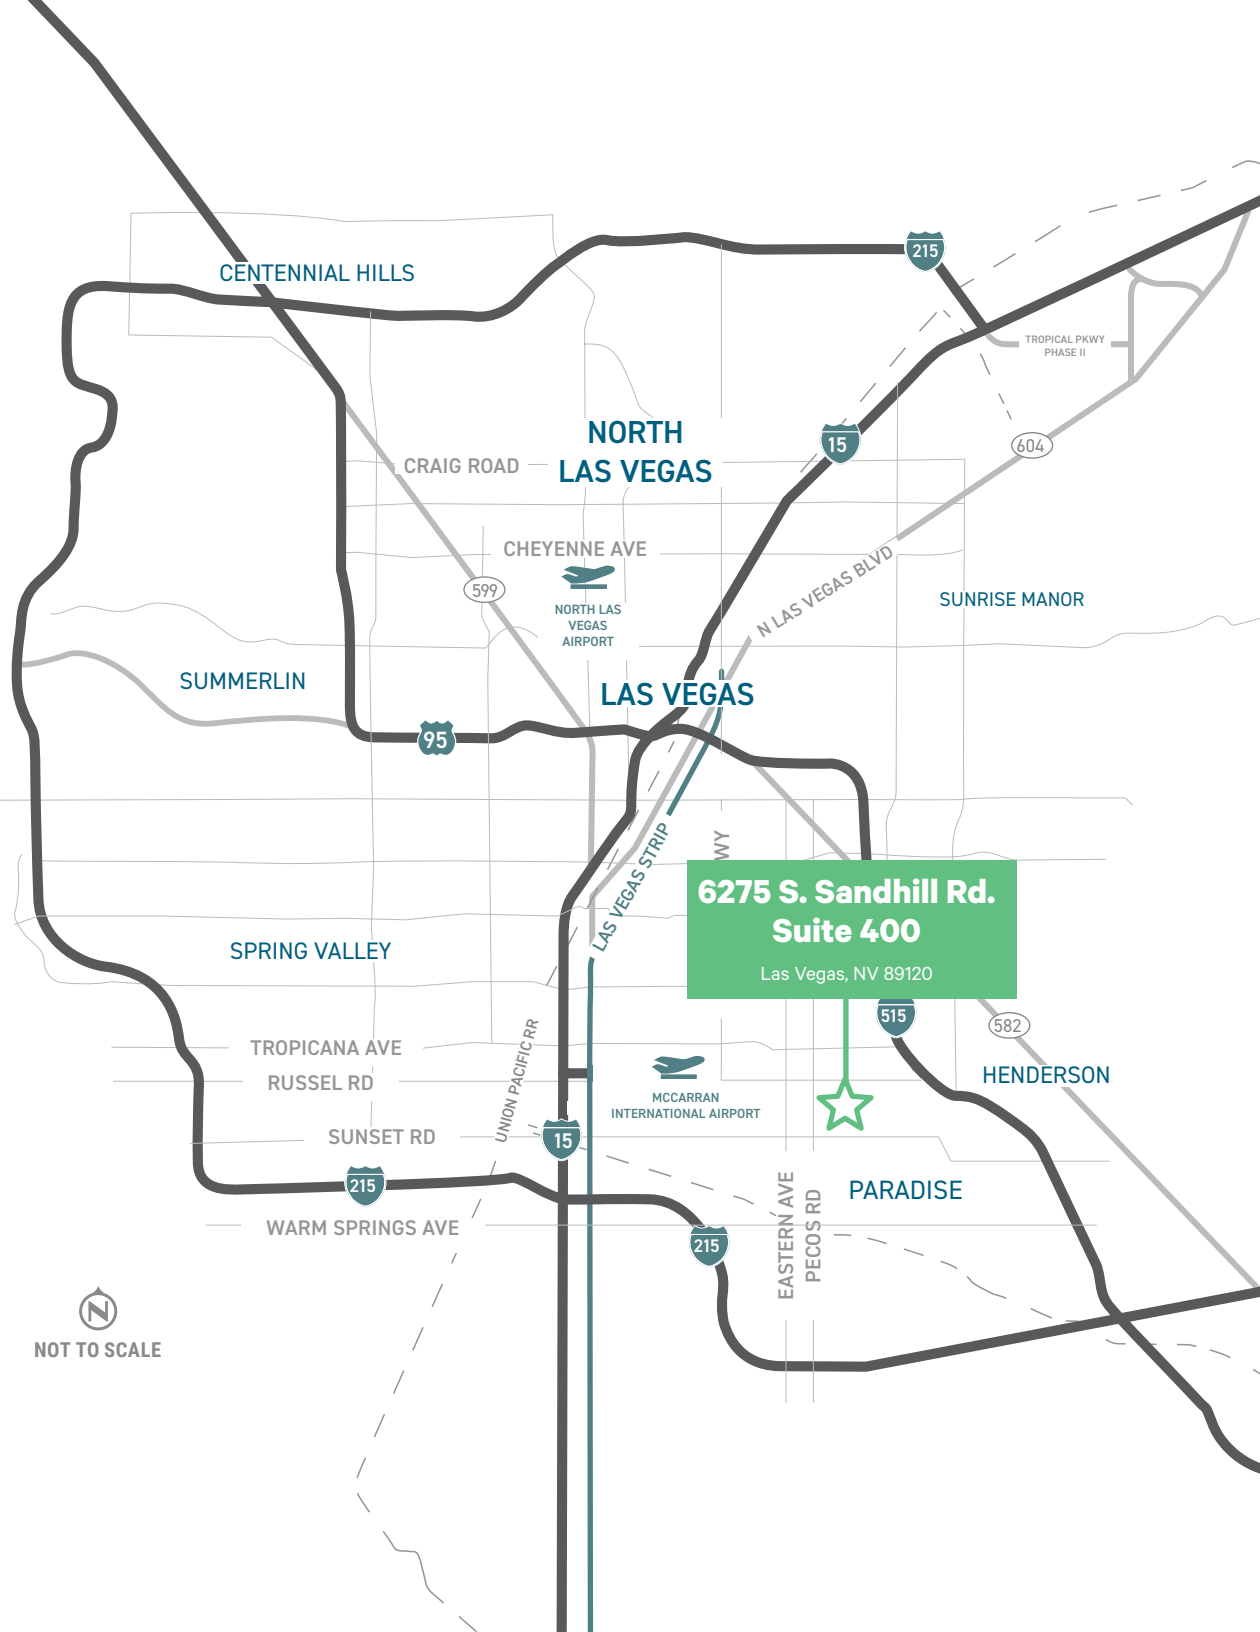 215
CENTENNIAL HILLS
TROPICAL PKWY
PHASE II
NORTH
LAS VEGAS
15
604
CRAIG ROAD
CHEYENNE AVE
599
NORTH LAS
VEGAS
AIRPORT
N LAS VEGAS BLVD
SUNRISE MANOR
SUMMERLIN
LAS VEGAS
95
LAS VEGAS STRIP
WY
6275 S. Sandhill Rd.
Suite 400
Las Vegas, NV 89120
SPRING VALLEY
515
582
UNION PACIFIC RR
TROPICANA AVE
RUSSEL RD
MCCARRAN
INTERNATIONAL AIRPORT
HENDERSON
SUNSET RD
15
215
PARADISE
EASTERN AVE
PECOS RD
WARM SPRINGS AVE
215
N
NOT TO SCALE